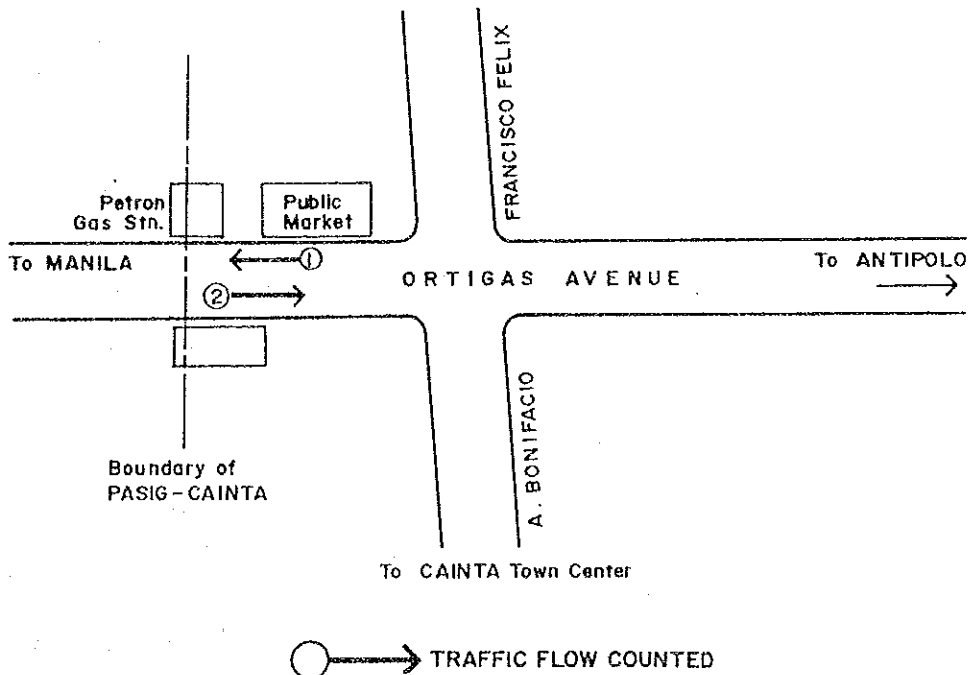 FRANCISCO FELIX
Petron
Gas Stn.
Public
Market
To MANILA
1
ORTIGAS AVENUE
To ANTIPOLO
2
A. BONIFACIO
Boundary of
PASIG-CAINTA
To CAINTA Town Center
TRAFFIC FLOW COUNTED